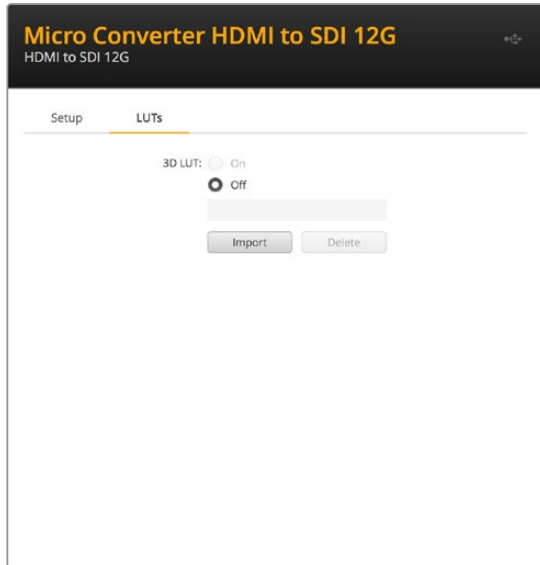 Micro Converter HDMI to SDI 12G
HDMI to SDI 12G
Setup LUTs
3D LUT: On
Off
Import Delete